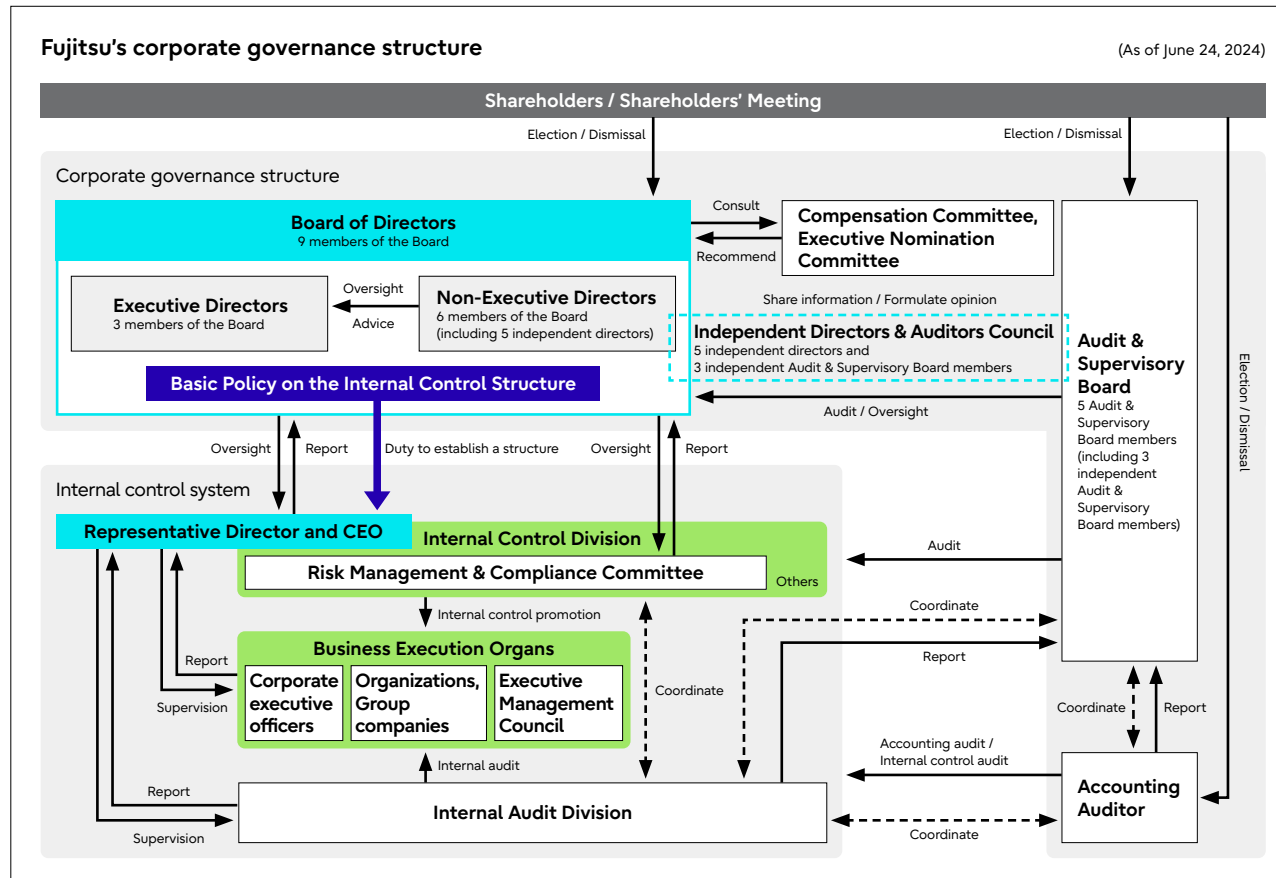 Fujitsu's corporate governance structure
(As of June 24, 2024)
Shareholders / Shareholders' Meeting
Election / Dismissal
Election / Dismissal
Corporate governance structure
Board of Directors
9 members of the Board
Consult
Recommend
Compensation Committee,
Executive Nomination
Committee
Executive Directors
3 members of the Board
Oversight
Advice
Non-Executive Directors
6 members of the Board
(including 5 independent directors)
Share information / Formulate opinion
Independent Directors & Auditors Council
5 independent directors and
3 independent Audit & Supervisory Board members
Audit &
Supervisory
Board
5 Audit &
Supervisory
Board members
(including 3
independent
Audit &
Supervisory
Board members)
Election / Dismissal
Basic Policy on the Internal Control Structure
Audit / Oversight
Oversight
Report
Duty to establish a structure
Oversight
Report
Internal control system
Representative Director and CEO
Internal Control Division
Risk Management & Compliance Committee
Others
Audit
Internal control promotion
Coordinate
Business Execution Organs
Report
Report
Supervision
Corporate
executive
officers
Organizations,
Group
companies
Executive
Management
Council
Coordinate
Coordinate
Report
Internal audit
Accounting audit /
Internal control audit
Report
Supervision
Internal Audit Division
Coordinate
Accounting
Auditor